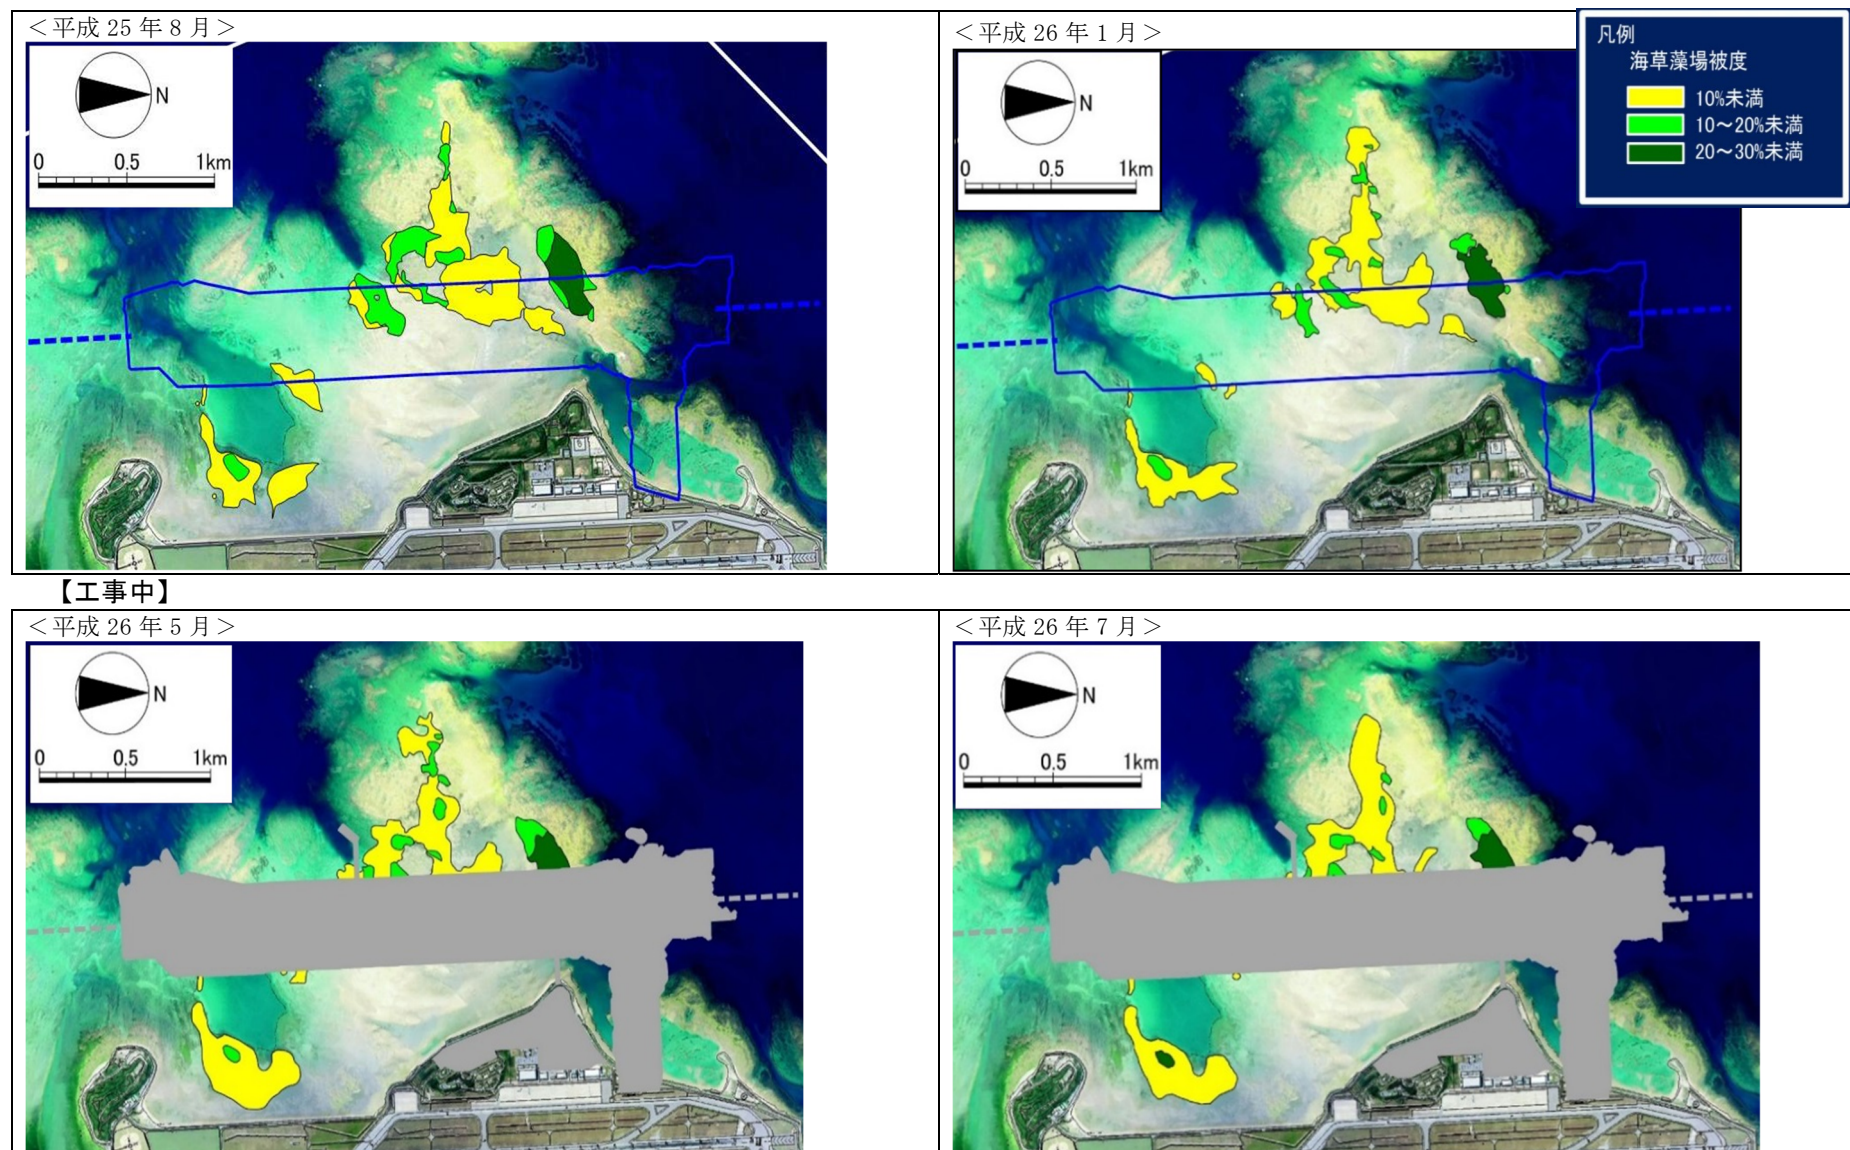 ＜平成 25 年 8 月＞
N
0 0.5 1km
＜平成 26 年 1 月＞
N
0 0.5 1km
凡例
海草藻場被度
10%未満
10～20%未満
20～30%未満
【工事中】
＜平成 26 年 5 月＞
N
0 0.5 1km
＜平成 26 年 7 月＞
N
0 0.5 1km